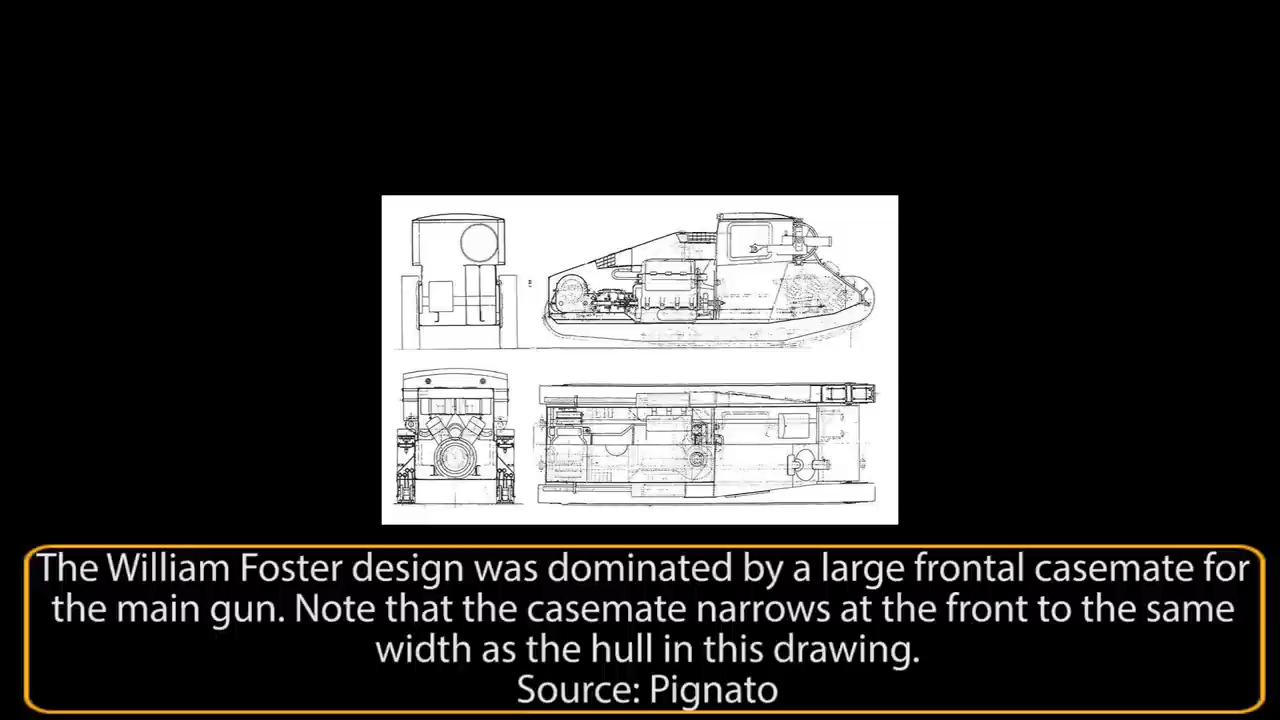 The William Foster design was dominated by a large frontal casemate for
the main gun. Note that the casemate narrows at the front to the same
width as the hull in this drawing.
Source: Pignato